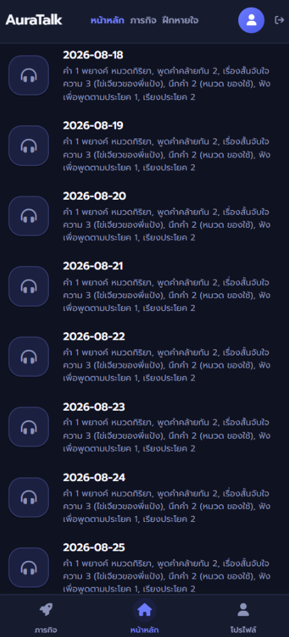 AuraTalk
หน้าหลัก ภารกิจ ฝึกหายใจ
2026-08-18
คำ 1 พยางค์ หมวดกิริยา, พูดคำคล้ายกัน 2, เรื่องสั้นจับใจ
ความ 3 (ไข่เจียวของพี่แป้ง), นึกคำ 2 (หมวด ของใช้), ฟัง
เพื่อพูดตามประโยค 1, เรียงประโยค 2
2026-08-19
คำ 1 พยางค์ หมวดกิริยา, พูดคำคล้ายกัน 2, เรื่องสั้นจับใจ
ความ 3 (ไข่เจียวของพี่แป้ง), นึกคำ 2 (หมวด ของใช้), ฟัง
เพื่อพูดตามประโยค 1, เรียงประโยค 2
2026-08-20
คำ 1 พยางค์ หมวดกิริยา, พูดคำคล้ายกัน 2, เรื่องสั้นจับใจ
ความ 3 (ไข่เจียวของพี่แป้ง), นึกคำ 2 (หมวด ของใช้), ฟัง
เพื่อพูดตามประโยค 1, เรียงประโยค 2
2026-08-21
คำ 1 พยางค์ หมวดกิริยา, พูดคำคล้ายกัน 2, เรื่องสั้นจับใจ
ความ 3 (ไข่เจียวของพี่แป้ง), นึกคำ 2 (หมวด ของใช้), ฟัง
เพื่อพูดตามประโยค 1, เรียงประโยค 2
2026-08-22
คำ 1 พยางค์ หมวดกิริยา, พูดคำคล้ายกัน 2, เรื่องสั้นจับใจ
ความ 3 (ไข่เจียวของพี่แป้ง), นึกคำ 2 (หมวด ของใช้), ฟัง
เพื่อพูดตามประโยค 1, เรียงประโยค 2
2026-08-23
คำ 1 พยางค์ หมวดกิริยา, พูดคำคล้ายกัน 2, เรื่องสั้นจับใจ
ความ 3 (ไข่เจียวของพี่แป้ง), นึกคำ 2 (หมวด ของใช้), ฟัง
เพื่อพูดตามประโยค 1, เรียงประโยค 2
2026-08-24
คำ 1 พยางค์ หมวดกิริยา, พูดคำคล้ายกัน 2, เรื่องสั้นจับใจ
ความ 3 (ไข่เจียวของพี่แป้ง), นึกคำ 2 (หมวด ของใช้), ฟัง
เพื่อพูดตามประโยค 1, เรียงประโยค 2
2026-08-25
คำ 1 พยางค์ หมวดกิริยา, พูดคำคล้ายกัน 2, เรื่องสั้นจับใจ
ความ 3 (ไข่เจียวของพี่แป้ง), นึกคำ 2 (หมวด ของใช้), ฟัง
เพื่อพูดตามประโยค 1, เรียงประโยค 2
ภารกิจ หน้าหลัก โปรไฟล์